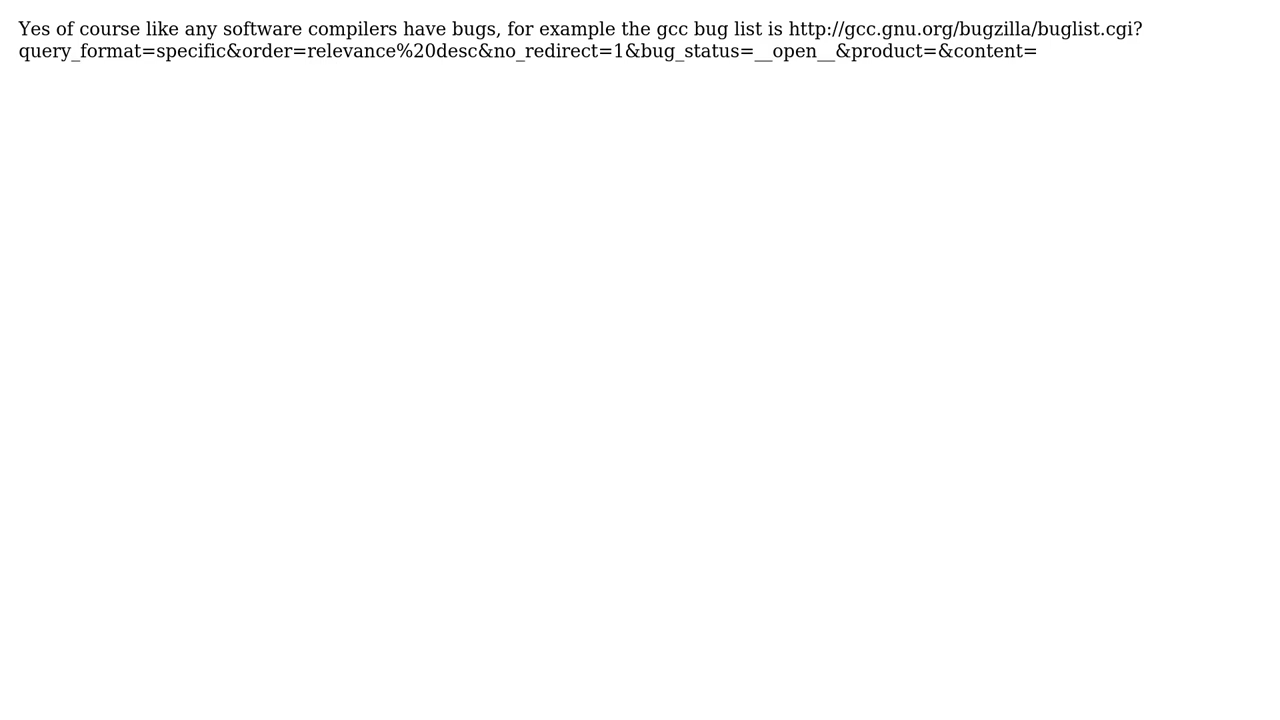 Yes of course like any software compilers have bugs, for example the gcc bug list is http://gcc.gnu.org/bugzilla/buglist.cgi?
query_format=specific&order=relevance%20desc&no_redirect=1&bug_status=__open__&product=&content=